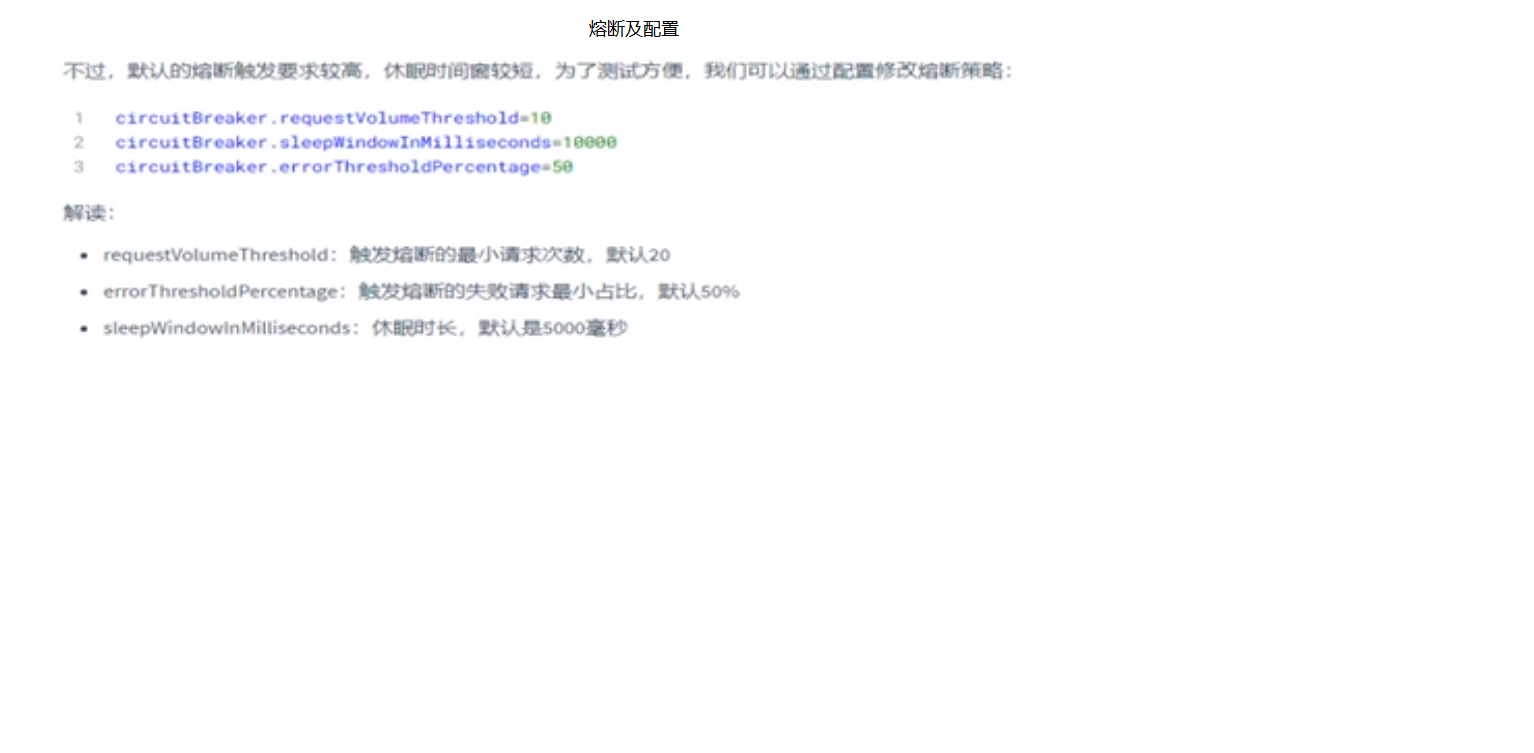 熔断及配置
不过，默认的熔断触发要求较高，休眠时间窗较短，为了测试方便，我们可以通过配置修改熔断策略：
1 circuitBreaker.requestVolumeThreshold=10
2 circuitBreaker.sleepWindowInMilliseconds=10000
3 circuitBreaker.errorThresholdPercentage=50
解读：
• requestVolumeThreshold：触发熔断的最小请求次数，默认20
• errorThresholdPercentage：触发熔断的失败请求最小占比，默认50%
• sleepWindowInMilliseconds：休眠时长，默认是5000毫秒